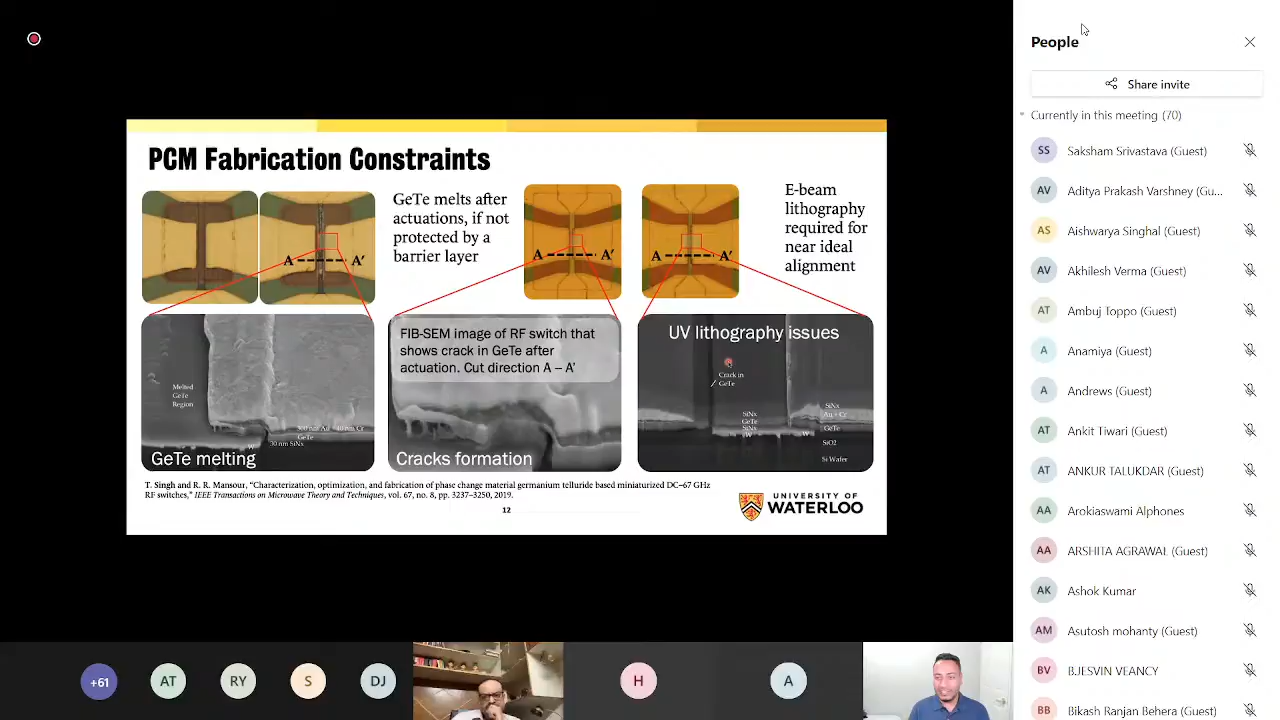 PCM Fabrication Constraints
GeTe melts after
actuations, if not
protected by a
barrier layer
E-beam
lithography
required for
near ideal
alignment
A
A'
A
A'
A
A'
Melted
GeTe
Region
GeTe
W
30 nm SiNx
GeTe melting
FIB-SEM image of RF switch that
shows crack in GeTe after
actuation. Cut direction A – A'
Cracks formation
UV lithography issues
Crack in
GeTe
SiNx
GeTe
SiNx
W
W
SiNx
Au + Cr
GeTe
SiO2
Si Wafer
T. Singh and R. R. Mansour, “Characterization, optimization, and fabrication of phase change material germanium telluride based miniaturized DC–67 GHz
RF switches,” IEEE Transactions on Microwave Theory and Techniques, vol. 67, no. 8, pp. 3237–3250, 2019.
12
UNIVERSITY OF
WATERLOO
+61
AT
RY
S
DJ
H
A
People
Share invite
Currently in this meeting (70)
SS Saksham Srivastava (Guest)
AV Aditya Prakash Varshney (Gu...
AS Aishwarya Singhal (Guest)
AV Akhilesh Verma (Guest)
AT Ambuj Toppo (Guest)
A Anamiya (Guest)
A Andrews (Guest)
AT Ankit Tiwari (Guest)
AT ANKUR TALUKDAR (Guest)
AA Arokiaswami Alphones
AA ARSHITA AGRAWAL (Guest)
AK Ashok Kumar
AM Asutosh mohanty (Guest)
BV BJESVIN VEANCY
BB Bikash Ranjan Behera (Guest)